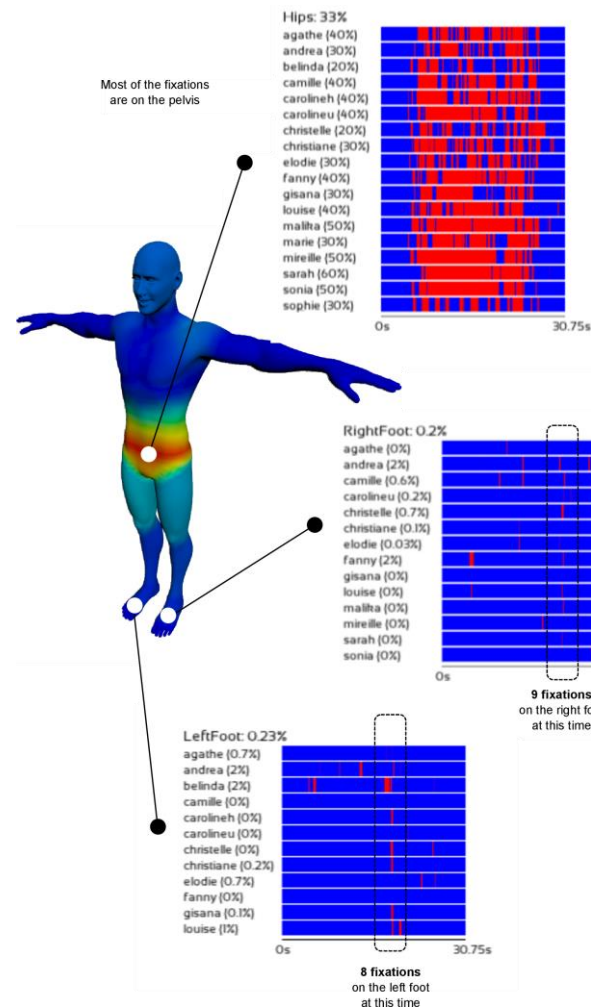 Hips: 33%
agathe (40%)
andrea (30%)
belinda (20%)
camille (40%)
carolineh (40%)
carolineu (40%)
christelle (20%)
christiane (30%)
elodie (30%)
fanny (40%)
gisana (30%)
louise (40%)
malika (50%)
marie (30%)
mireille (50%)
sarah (60%)
sonia (50%)
sophie (30%)
0s 30.75s
Most of the fixations
are on the pelvis
RightFoot: 0.2%
agathe (0%)
andrea (2%)
camille (0.6%)
carolineu (0.2%)
christelle (0.7%)
christiane (0.1%)
elodie (0.03%)
fanny (2%)
gisana (0%)
louise (0%)
malika (0%)
mireille (0%)
sarah (0%)
sonia (0%)
0s
9 fixations
on the right fo
at this time
LeftFoot: 0.23%
agathe (0.7%)
andrea (2%)
belinda (2%)
camille (0%)
carolineh (0%)
carolineu (0%)
christelle (0%)
christiane (0.2%)
elodie (0.7%)
fanny (0%)
gisana (0.1%)
louise (1%)
0s 30.75s
8 fixations
on the left foot
at this time